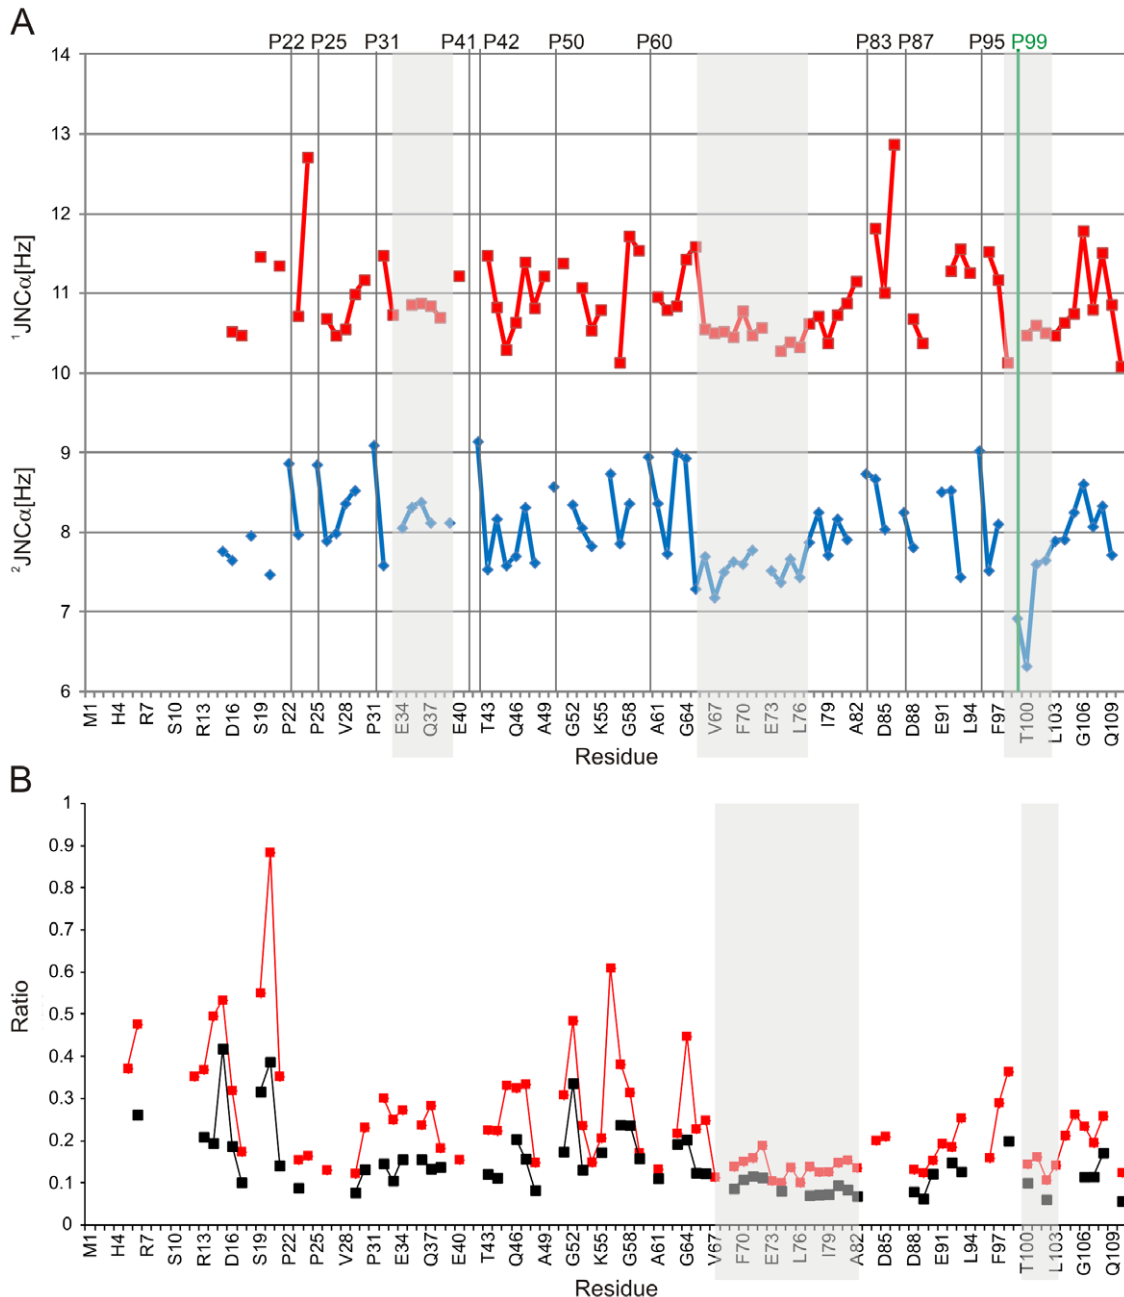 A
P22 P25 P31 P41 P42 P50 P60 P83 P87 P95 P99
14
13
12
11
10
9
8
7
6
¹JNCα[Hz]
²JNCα[Hz]
M1 H4 R7 S10 R13 D16 S19 P22 P25 V28 P31 E34 Q37 E40 T43 Q46 A49 G52 K55 G58 A61 G64 V67 F70 E73 L76 I79 A82 D85 D88 E91 L94 F97 T100 L103 G106 Q109
Residue
B
1
0.9
0.8
0.7
0.6
0.5
0.4
0.3
0.2
0.1
0
Ratio
M1 H4 R7 S10 R13 D16 S19 P22 P25 V28 P31 E34 Q37 E40 T43 Q46 A49 G52 K55 G58 A61 G64 V67 F70 E73 L76 I79 A82 D85 D88 E91 L94 F97 T100 L103 G106 Q109
Residue